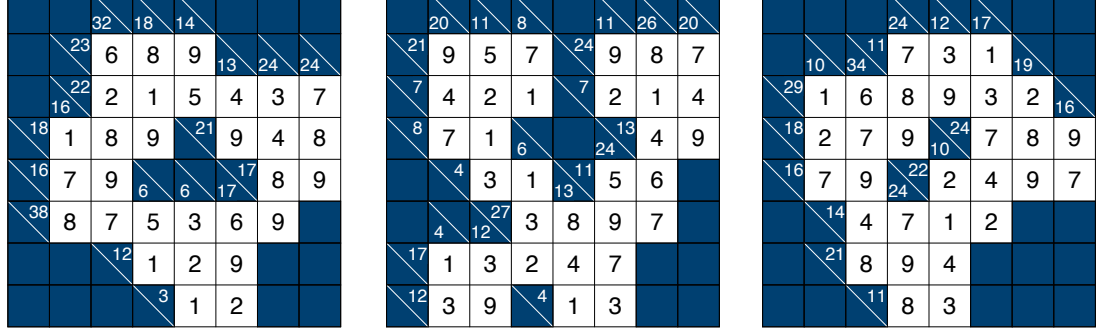 32 18 14
23 6 8 9 13 24 24
16 22 2 1 5 4 3 7
18 1 8 9 21 9 4 8
16 7 9 6 6 17 17 8 9
38 8 7 5 3 6 9
12 1 2 9
3 1 2
20 11 8 11 26 20
21 9 5 7 24 9 8 7
7 4 2 1 7 2 1 4
8 7 1 6 24 13 4 9
4 3 1 13 11 5 6
4 12 27 3 8 9 7
17 1 3 2 4 7
12 3 9 4 1 3
24 12 17
10 34 11 7 3 1 19
29 1 6 8 9 3 2 16
18 2 7 9 10 24 7 8 9
16 7 9 24 22 2 4 9 7
14 4 7 1 2
21 8 9 4
11 8 3